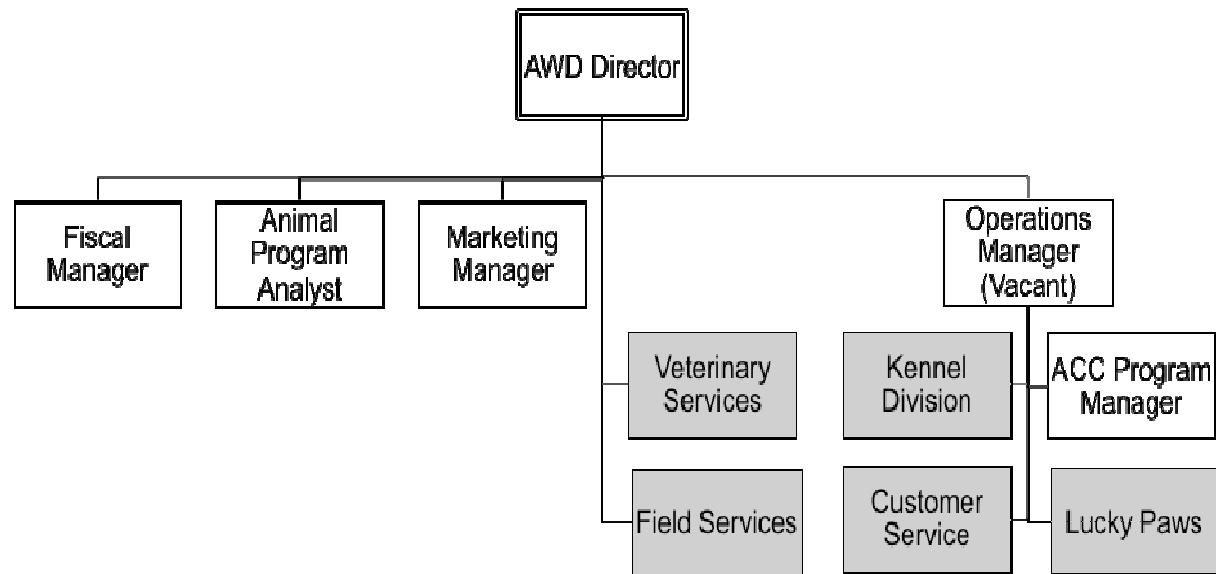 AWD Director
Fiscal
Manager
Animal
Program
Analyst
Marketing
Manager
Operations
Manager
(Vacant)
Veterinary
Services
Kennel
Division
ACC Program
Manager
Field Services
Customer
Service
Lucky Paws